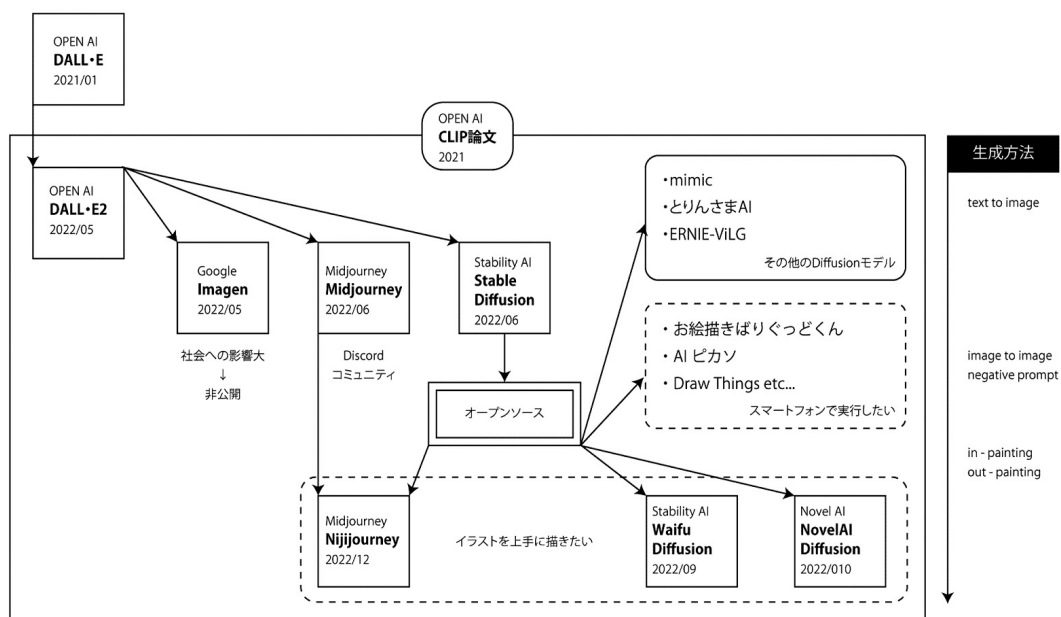 OPEN AI
DALL•E
2021/01
OPEN AI
CLIP論文
2021
生成方法
OPEN AI
DALL•E2
2022/05
・mimic
・とりんさまAI
・ERNIE-ViLG
その他のDiffusionモデル
text to image
Google
Imagen
2022/05
Midjourney
Midjourney
2022/06
Stability AI
Stable
Diffusion
2022/06
社会への影響大
↓
非公開
Discord
コミュニティ
・お絵描きばりぐっどくん
・AI ピカソ
・Draw Things etc...
スマートフォンで実行したい
image to image
negative prompt
オープンソース
in - painting
out - painting
Midjourney
Nijijourney
2022/12
イラストを上手に描きたい
Stability AI
Waifu
Diffusion
2022/09
Novel AI
NovelAI
Diffusion
2022/010